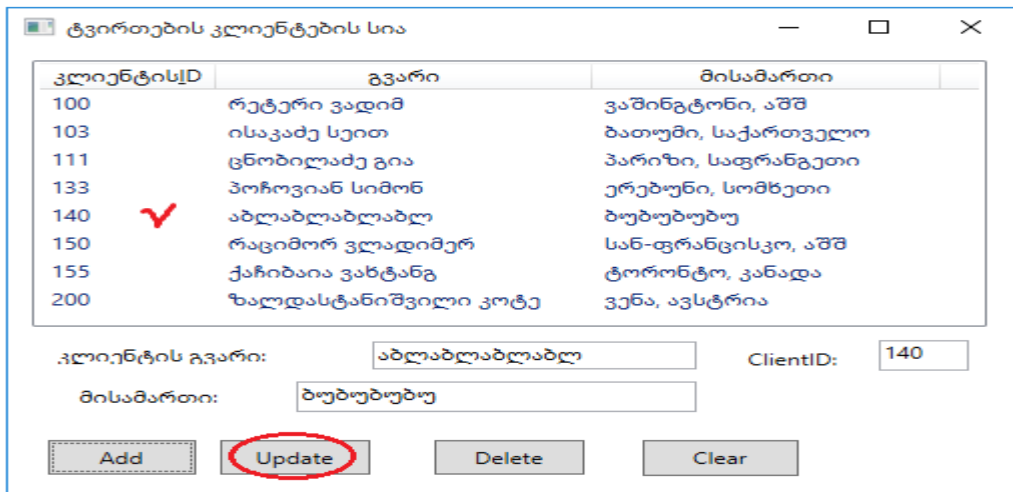 ტვირთების კლიენტების სია
კლიენტისID გვარი მისამართი
100 რეტერი ვადიმ ვაშინგტონი, აშშ
103 ისაკაძე სეით ბათუმი, საქართველო
111 ცნობილაძე გია პარიზი, საფრანგეთი
133 პოჩოვიან სიმონ ერებუნი, სომხეთი
140 აბლაბლაბლაბლ ბუბუბუბუ
150 რაციმორ ვლადიმერ სან-ფრანცისკო, აშშ
155 ქაჩიბაია ვახტანგ ტორონტო, კანადა
200 ზალდასტანიშვილი კოტე ვენა, ავსტრია
კლიენტის გვარი: აბლაბლაბლაბლ ClientID: 140
მისამართი: ბუბუბუბუ
Add Update Delete Clear